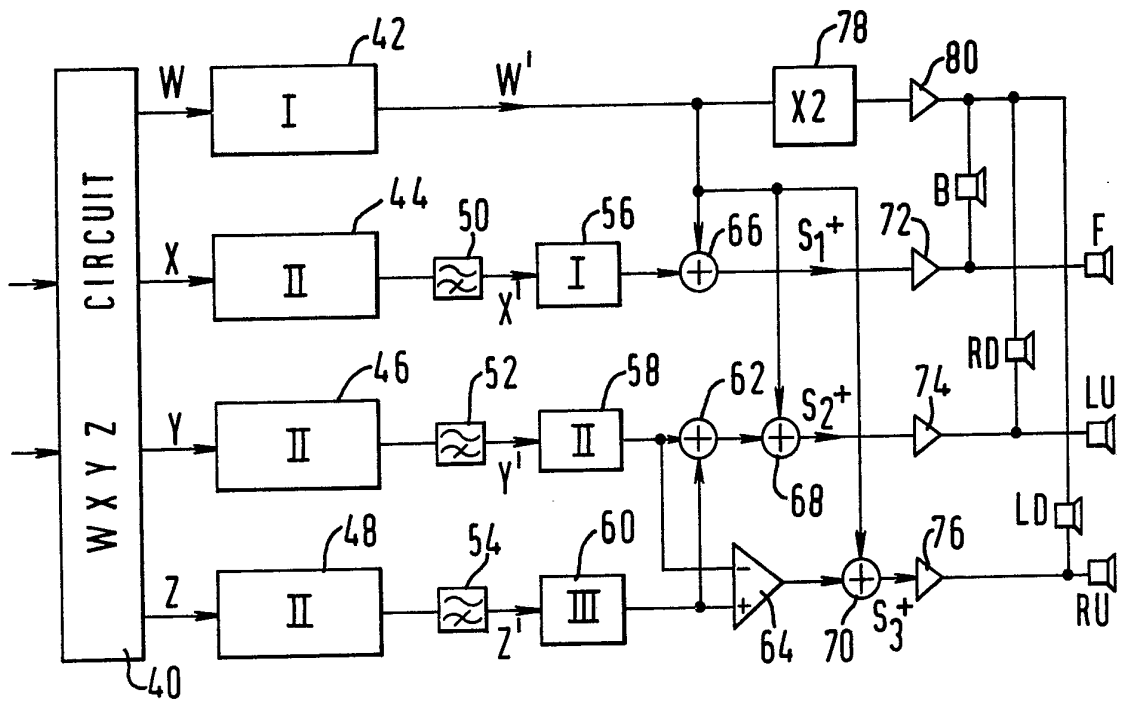 42
78
80
W
W'
I
X2
WXYZ CIRCUIT
44
50
56
66
S1+
72
B
F
X
II
X'
I
RD
46
52
58
62
S2+
74
LU
Y
II
Y'
II
68
LD
48
54
60
76
Z
II
Z'
III
-
+
64
70
S3+
RU
40